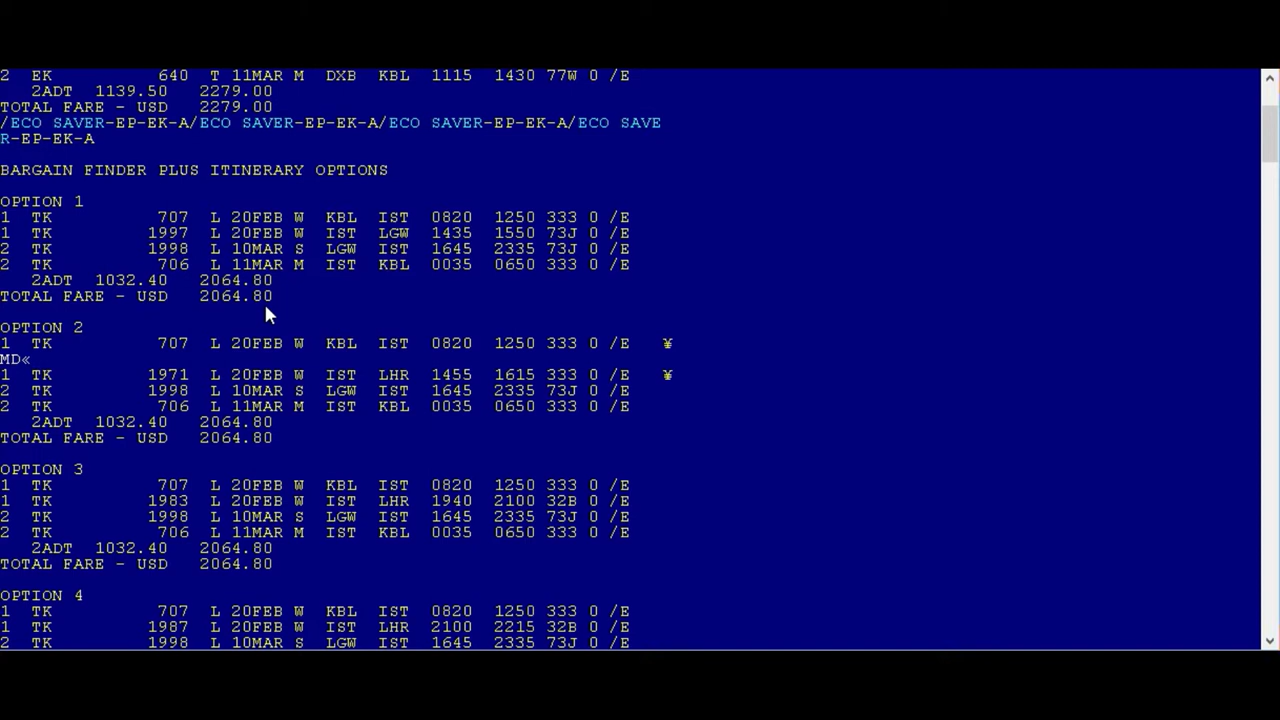 2  EK          640  T 11MAR M  DXB  KBL  1115  1430 77W 0 /E
2ADT  1139.50   2279.00
TOTAL FARE - USD   2279.00
/ECO SAVER-EP-EK-A/ECO SAVER-EP-EK-A/ECO SAVER-EP-EK-A/ECO SAVE
R-EP-EK-A
BARGAIN FINDER PLUS ITINERARY OPTIONS
OPTION 1
1  TK          707  L 20FEB W  KBL  IST  0820  1250 333 0 /E
1  TK         1997  L 20FEB W  IST  LGW  1435  1550 73J 0 /E
2  TK         1998  L 10MAR S  LGW  IST  1645  2335 73J 0 /E
2  TK          706  L 11MAR M  IST  KBL  0035  0650 333 0 /E
2ADT  1032.40   2064.80
TOTAL FARE - USD   2064.80
OPTION 2
1  TK          707  L 20FEB W  KBL  IST  0820  1250 333 0 /E   ¥
MD«
1  TK         1971  L 20FEB W  IST  LHR  1455  1615 333 0 /E   ¥
2  TK         1998  L 10MAR S  LGW  IST  1645  2335 73J 0 /E
2  TK          706  L 11MAR M  IST  KBL  0035  0650 333 0 /E
2ADT  1032.40   2064.80
TOTAL FARE - USD   2064.80
OPTION 3
1  TK          707  L 20FEB W  KBL  IST  0820  1250 333 0 /E
1  TK         1983  L 20FEB W  IST  LHR  1940  2100 32B 0 /E
2  TK         1998  L 10MAR S  LGW  IST  1645  2335 73J 0 /E
2  TK          706  L 11MAR M  IST  KBL  0035  0650 333 0 /E
2ADT  1032.40   2064.80
TOTAL FARE - USD   2064.80
OPTION 4
1  TK          707  L 20FEB W  KBL  IST  0820  1250 333 0 /E
1  TK         1987  L 20FEB W  IST  LHR  2100  2215 32B 0 /E
2  TK         1998  L 10MAR S  LGW  IST  1645  2335 73J 0 /E